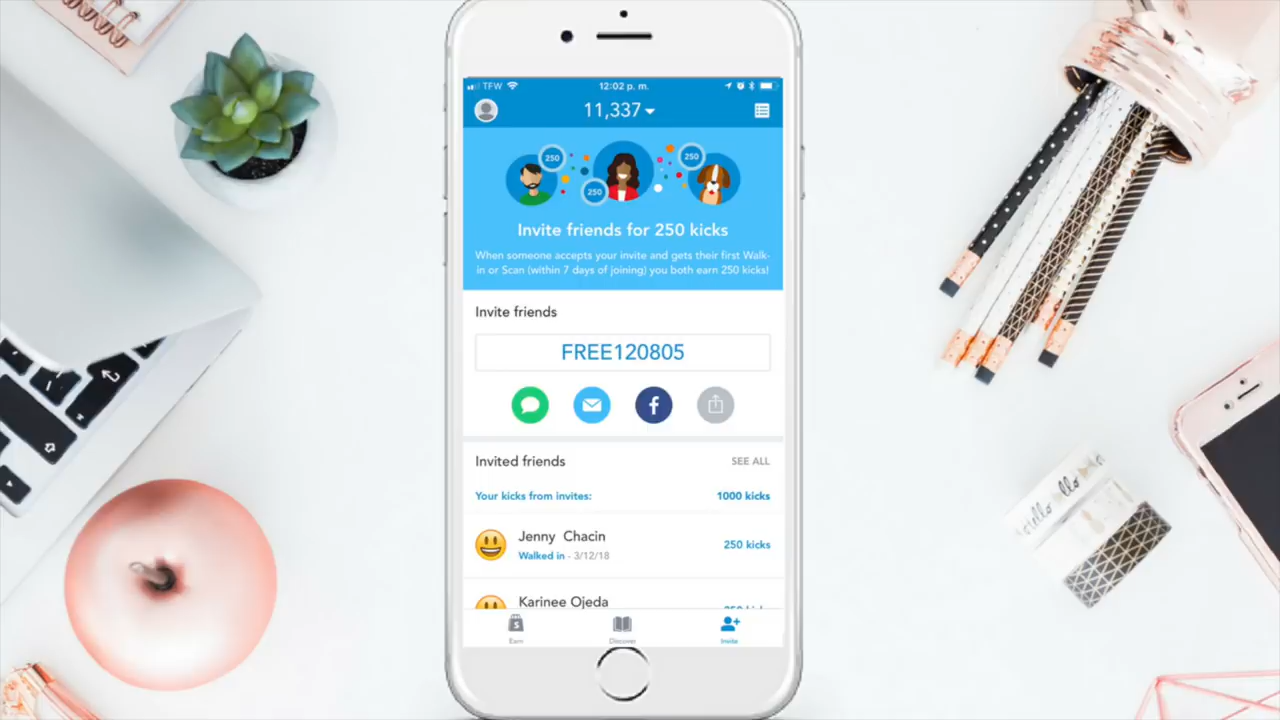 TFW
12:02 p. m.
11,337
250
250
250
Invite friends for 250 kicks
When someone accepts your invite and gets their first Walk-
in or Scan (within 7 days of joining) you both earn 250 kicks!
Invite friends
FREE120805
f
Invited friends
SEE ALL
Your kicks from invites:
1000 kicks
Jenny Chacin
250 kicks
Walked in - 3/12/18
Karinee Ojeda
$
Earn
Discover
Invite
hello